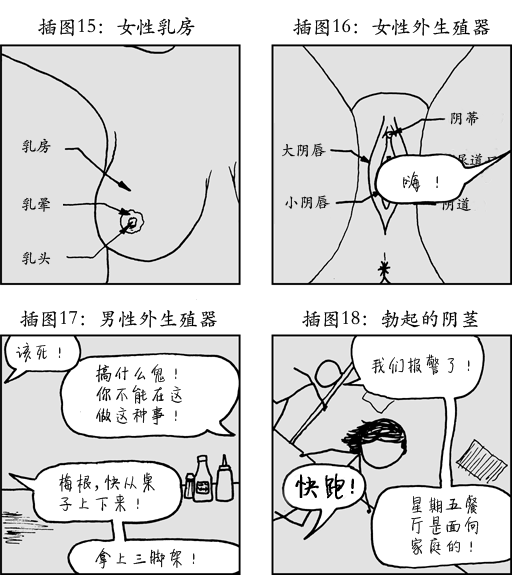 插图15：女性乳房
乳房
乳晕
乳头
插图16：女性外生殖器
阴蒂
大阴唇
尿道口
嗨！
小阴唇
阴道
插图17：男性外生殖器
该死！
搞什么鬼！
你不能在这
做这种事！
梅根，快从桌
子上下来！
拿上三脚架！
插图18：勃起的阴茎
我们报警了！
快跑！
星期五餐
厅是面向
家庭的！